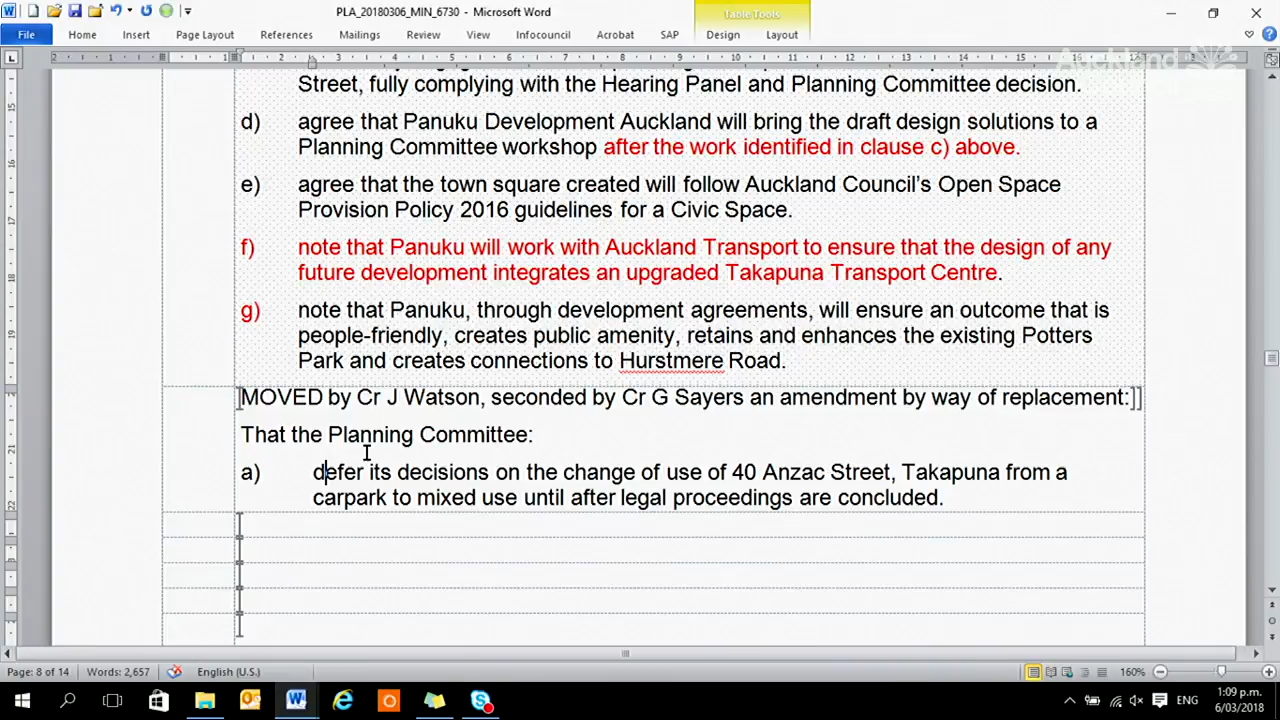 PLA_20180306_MIN_6730 - Microsoft Word
Table Tools
File Home Insert Page Layout References Mailings Review View Infocouncil Acrobat SAP Design Layout
Auckland
Street, fully complying with the Hearing Panel and Planning Committee decision.
d) agree that Panuku Development Auckland will bring the draft design solutions to a
Planning Committee workshop after the work identified in clause c) above.
e) agree that the town square created will follow Auckland Council's Open Space
Provision Policy 2016 guidelines for a Civic Space.
f) note that Panuku will work with Auckland Transport to ensure that the design of any
future development integrates an upgraded Takapuna Transport Centre.
g) note that Panuku, through development agreements, will ensure an outcome that is
people-friendly, creates public amenity, retains and enhances the existing Potters
Park and creates connections to Hurstmere Road.
[MOVED by Cr J Watson, seconded by Cr G Sayers an amendment by way of replacement:]]
That the Planning Committee:
a) defer its decisions on the change of use of 40 Anzac Street, Takapuna from a
carpark to mixed use until after legal proceedings are concluded.
Page: 8 of 14 Words: 2,657 English (U.S.) 160%
ENG 1:09 p.m.
6/03/2018